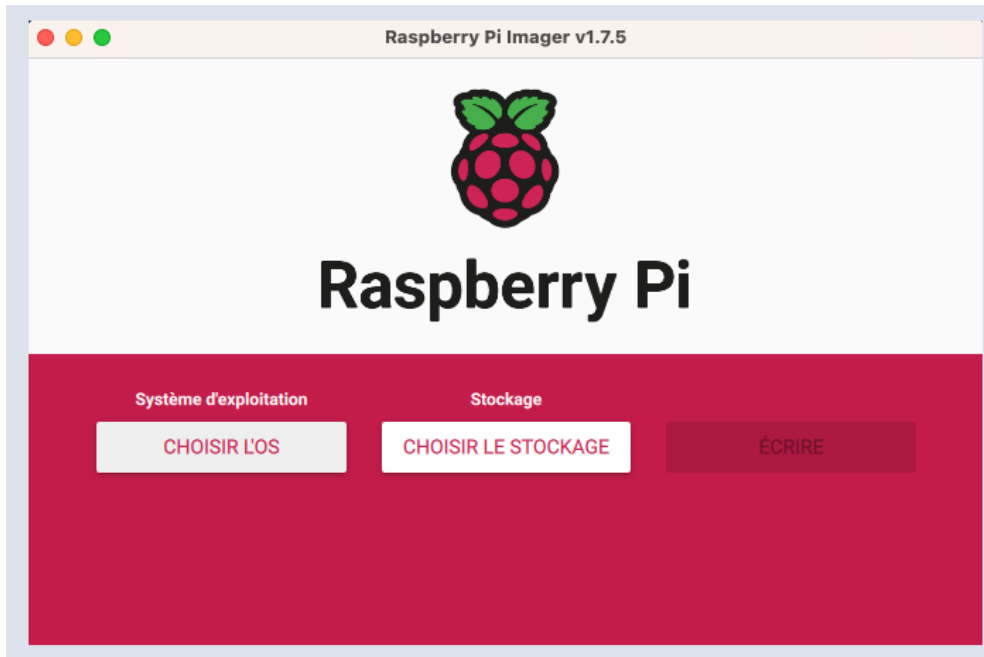 Raspberry Pi Imager v1.7.5
Raspberry Pi
Système d'exploitation
Stockage
CHOISIR L'OS
CHOISIR LE STOCKAGE
ÉCRIRE